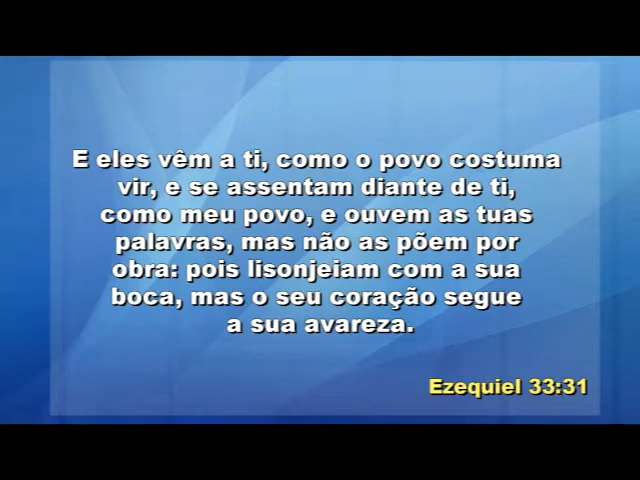 E eles vêm a ti, como o povo costuma
vir, e se assentam diante de ti,
como meu povo, e ouvem as tuas
palavras, mas não as põem por
obra: pois lisonjeiam com a sua
boca, mas o seu coração segue
a sua avareza.
Ezequiel 33:31